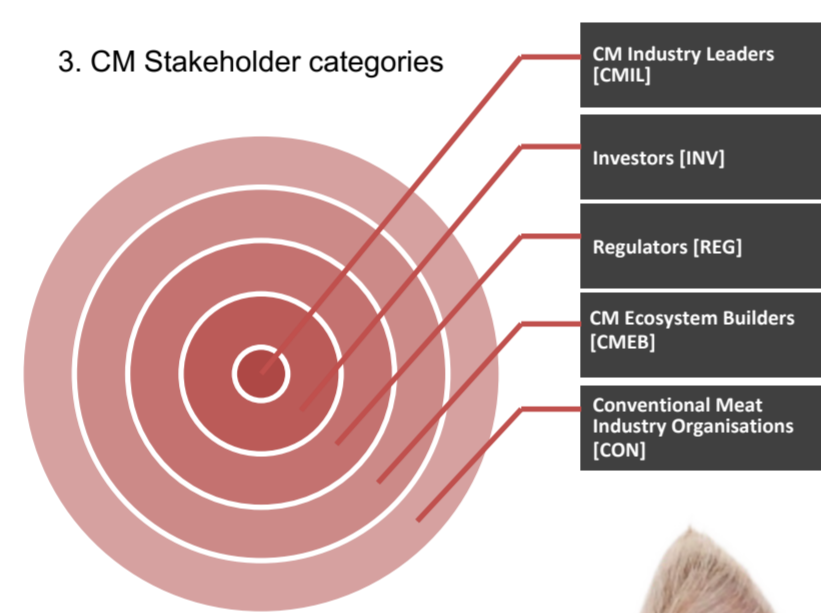 3. CM Stakeholder categories
CM Industry Leaders
[CMIL]
Investors [INV]
Regulators [REG]
CM Ecosystem Builders
[CMEB]
Conventional Meat
Industry Organisations
[CON]